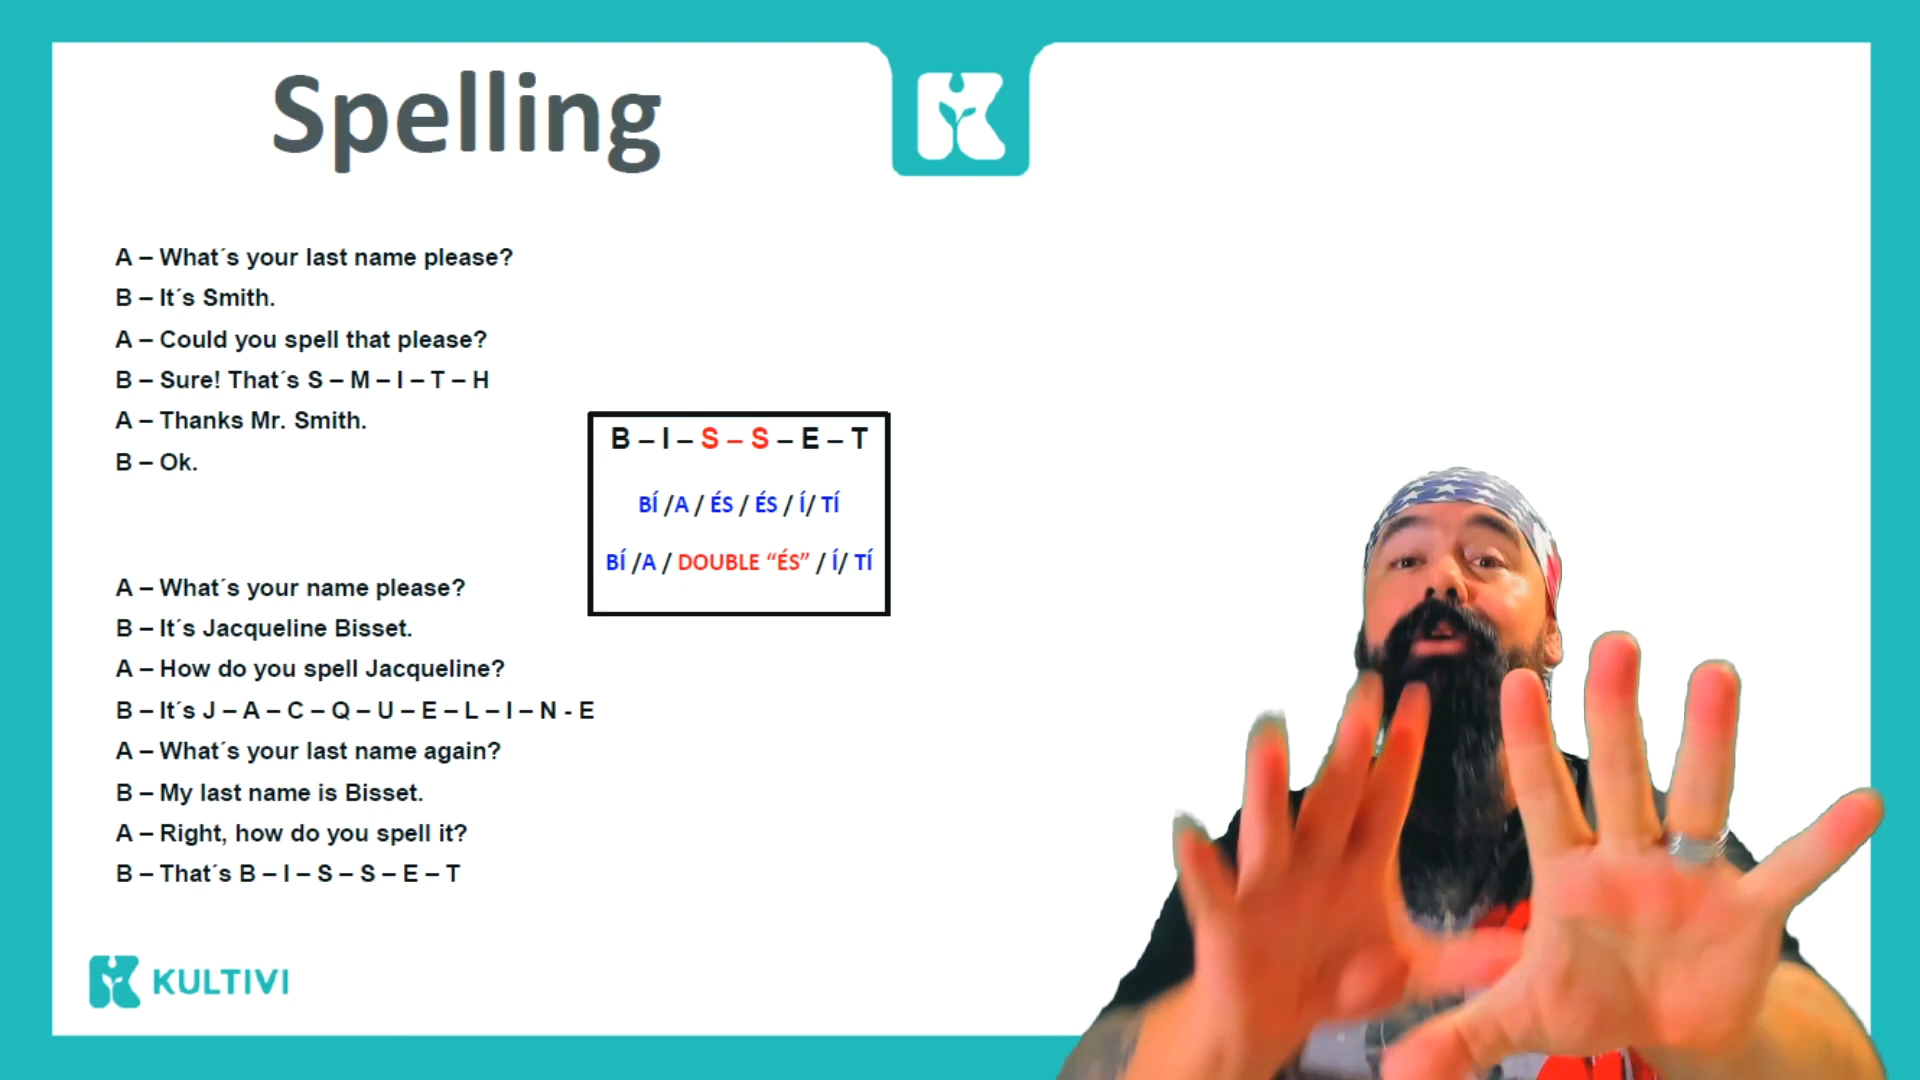 Spelling
A – What´s your last name please?
B – It´s Smith.
A – Could you spell that please?
B – Sure! That´s S – M – I – T – H
A – Thanks Mr. Smith.
B – Ok.
B – I – S – S – E – T
BÍ /A / ÉS / ÉS / Í/ TÍ
BÍ /A / DOUBLE “ÉS” / Í/ TÍ
A – What´s your name please?
B – It´s Jacqueline Bisset.
A – How do you spell Jacqueline?
B – It´s J – A – C – Q – U – E – L – I – N - E
A – What´s your last name again?
B – My last name is Bisset.
A – Right, how do you spell it?
B – That´s B – I – S – S – E – T
KULTIVI